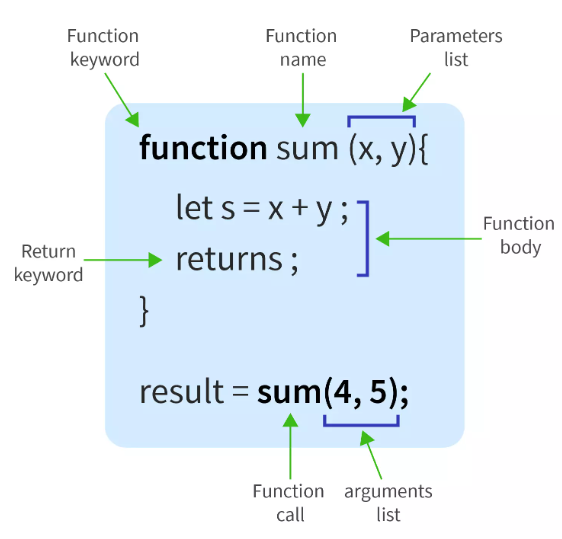 Function
keyword
Function
name
Parameters
list
function sum (x, y){
let s = x + y ;
Function
body
Return
keyword
returns ;
}
result = sum(4, 5);
Function
call
arguments
list